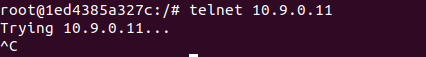 root@1ed4385a327c:/# telnet 10.9.0.11
Trying 10.9.0.11...
^C